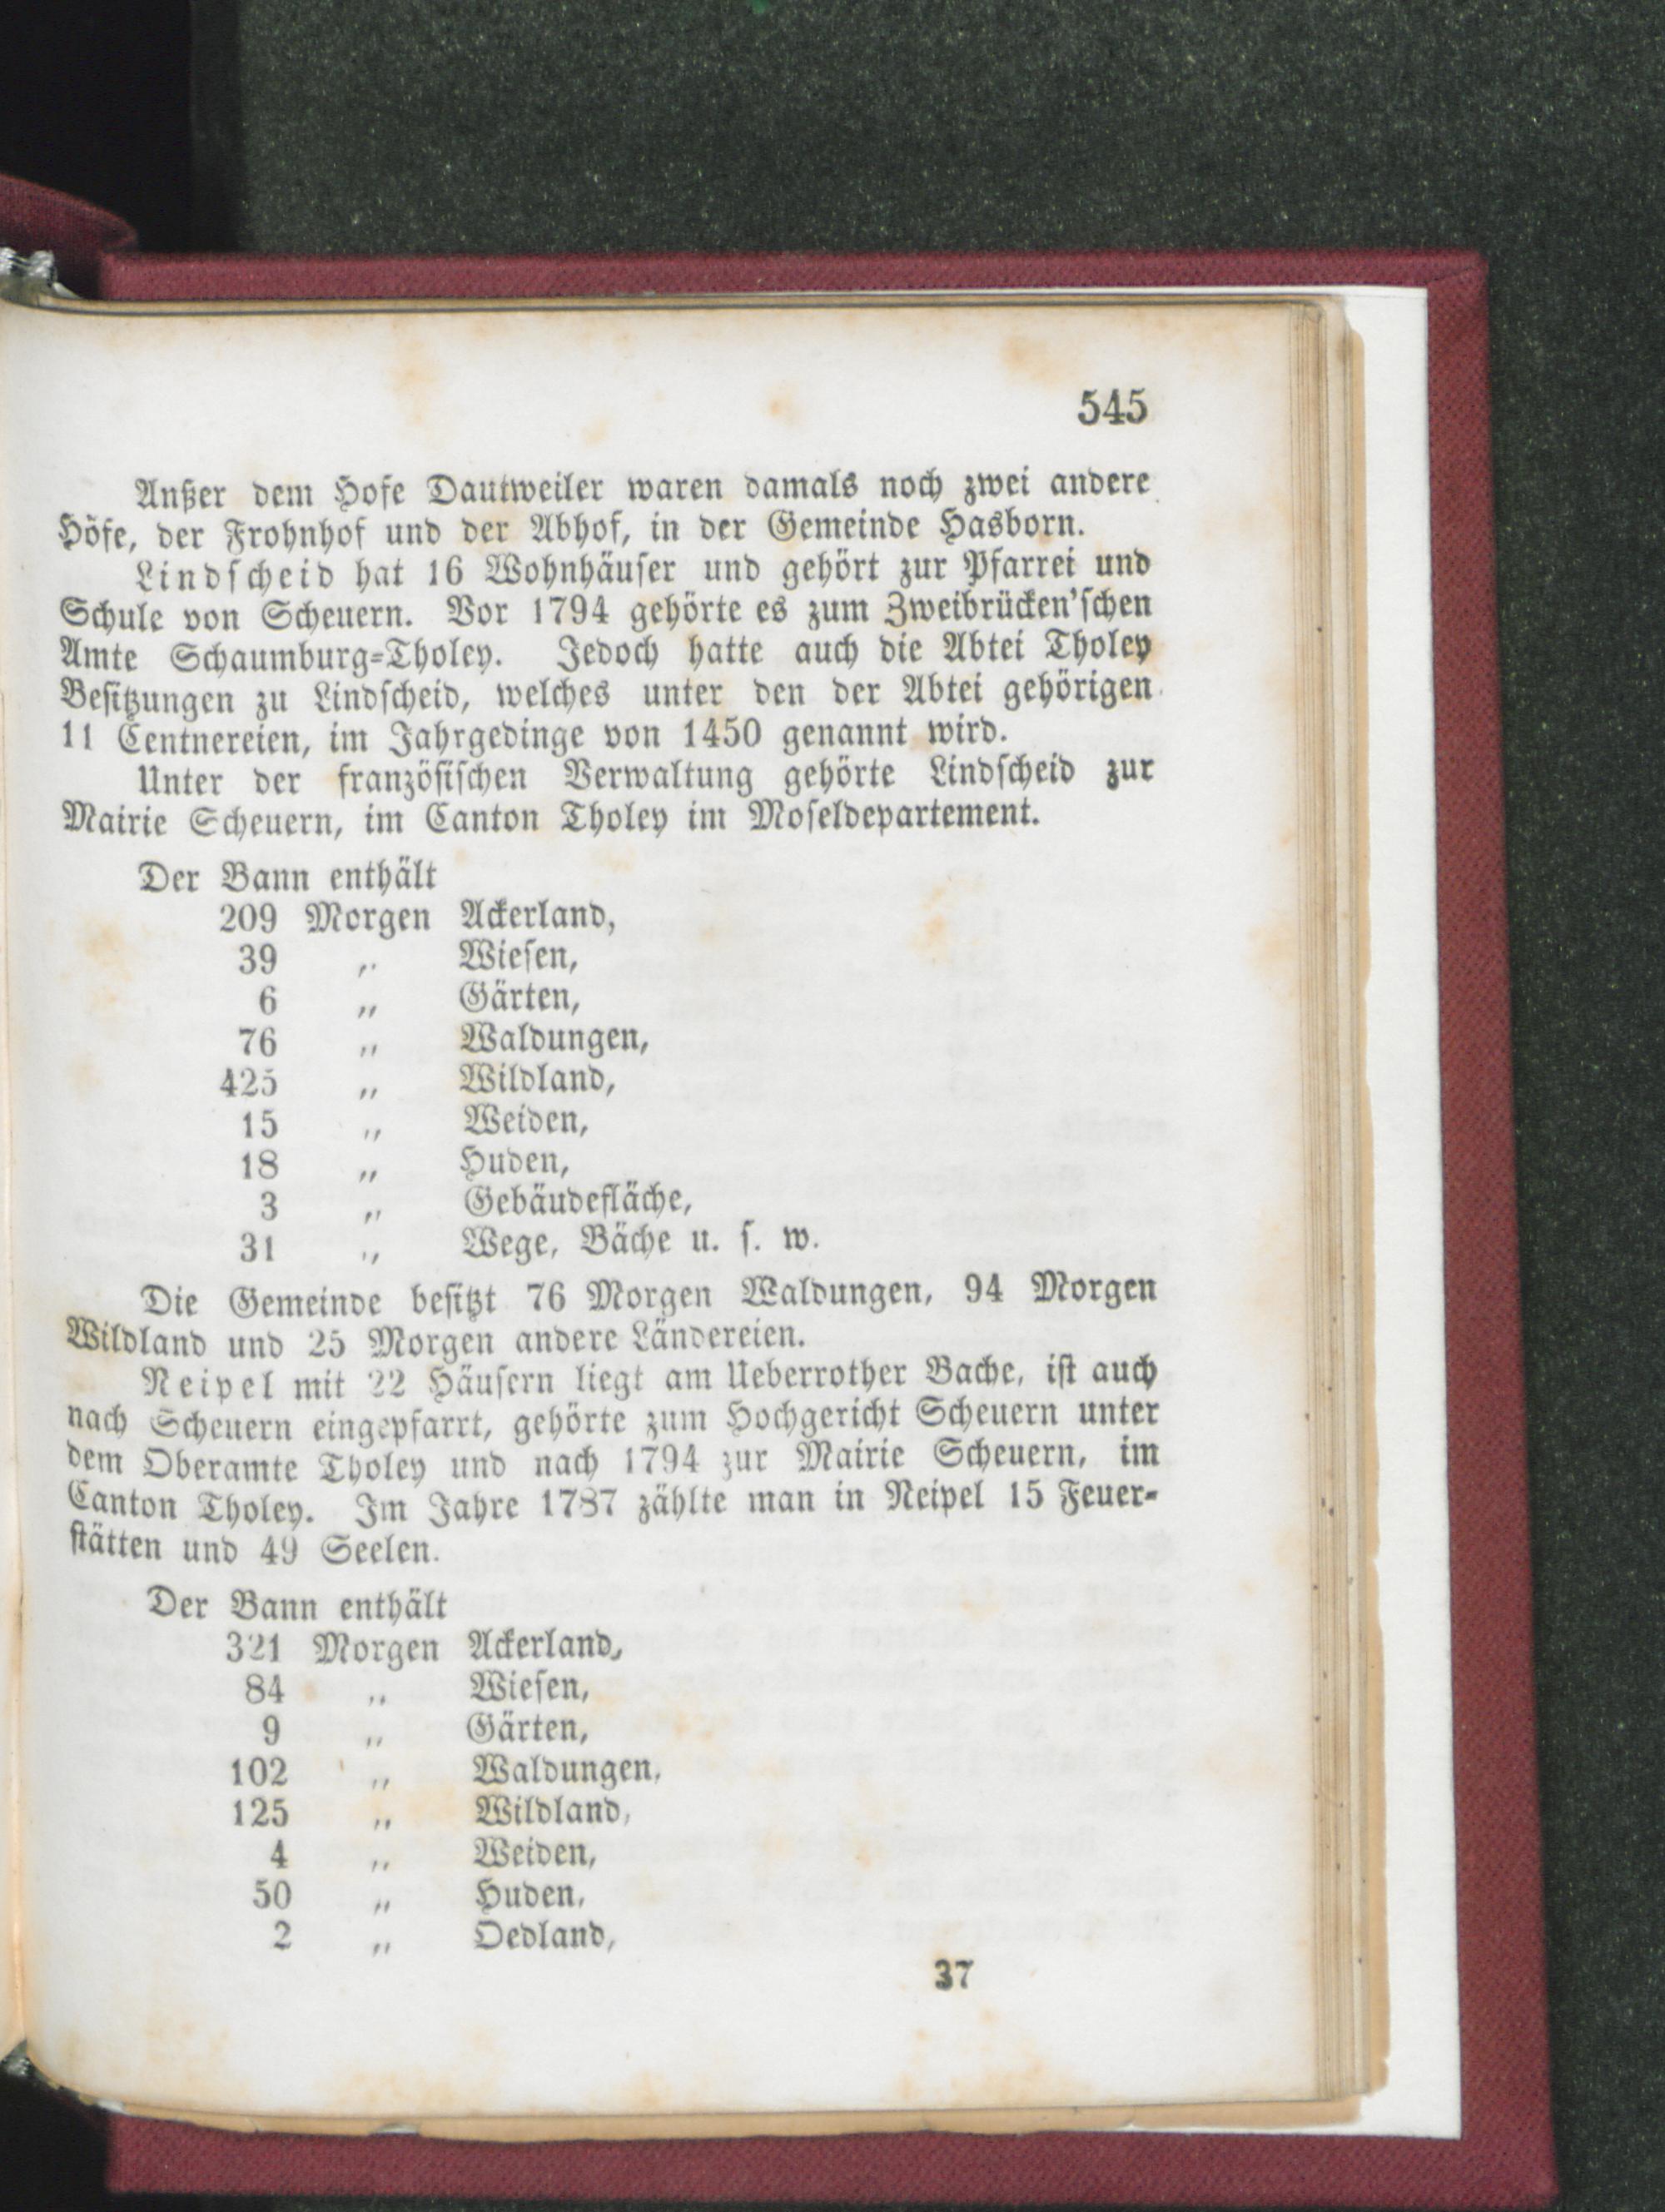 545
Außer dem Hofe Dautweiler waren damals noch zwei andere
Höfe, der Frohnhof und der Abhof, in der Gemeinde Hasborn.
Lindscheid hat 16 Wohnhäuser und gehört zur Pfarrei und
Schule von Scheuern. Vor 1794 gehörte es zum Zweibrücken'schen
Amte Schaumburg-Tholey. Jedoch hatte auch die Abtei Tholey
Besitzungen zu Lindscheid, welches unter den der Abtei gehörigen
11 Centnereien, im Jahrgedinge von 1450 genannt wird.
Unter der französischen Verwaltung gehörte Lindscheid zur
Mairie Scheuern, im Canton Tholey im Moseldepartement.
Der Bann enthält
209 Morgen Ackerland,
39 „ Wiesen,
6 „ Gärten,
76 „ Waldungen,
425 „ Wildland,
15 „ Weiden,
18 „ Huden,
3 „ Gebäudefläche,
31 „ Wege, Bäche u. s. w.
Die Gemeinde besitzt 76 Morgen Waldungen, 94 Morgen
Wildland und 25 Morgen andere Ländereien.
Neipel mit 22 Häusern liegt am Ueberrother Bache, ist auch
nach Scheuern eingepfarrt, gehörte zum Hochgericht Scheuern unter
dem Oberamte Tholey und nach 1794 zur Mairie Scheuern, im
Canton Tholey. Im Jahre 1787 zählte man in Neipel 15 Feuer-
stätten und 49 Seelen.
Der Bann enthält
321 Morgen Ackerland,
84 „ Wiesen,
9 „ Gärten,
102 „ Waldungen,
125 „ Wildland,
4 „ Weiden,
50 „ Huden,
2 „ Oedland,
37